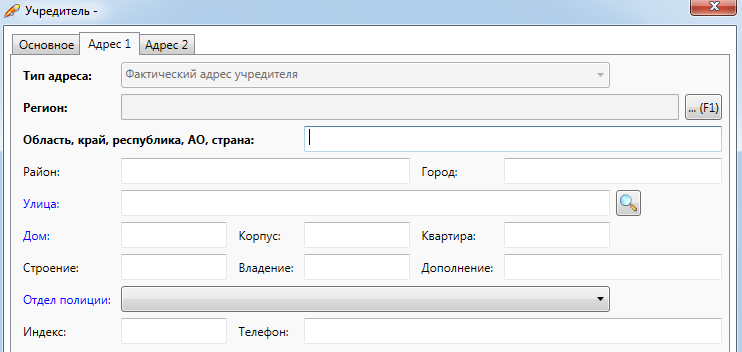 Учредитель -
Основное Адрес 1 Адрес 2
Тип адреса: Фактический адрес учредителя
Регион: ... (F1)
Область, край, республика, АО, страна:
Район: Город:
Улица:
Дом: Корпус: Квартира:
Строение: Владение: Дополнение:
Отдел полиции:
Индекс: Телефон: